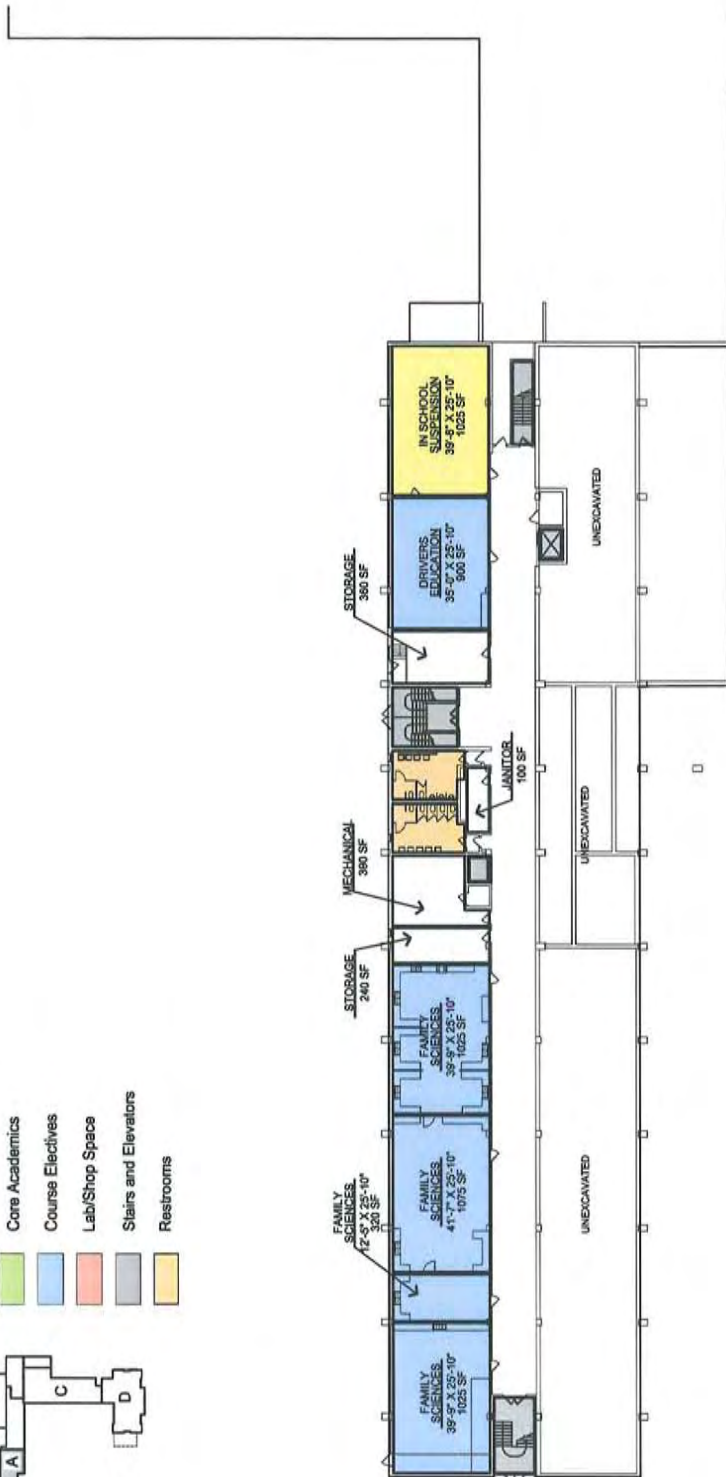 Core Academics
Course Electives
Lab/Shop Space
Stairs and Elevators
Restrooms
A
C
D
FAMILY
SCIENCES
39'-9" X 25'-10"
1025 SF
FAMILY
SCIENCES
12'-5" X 25'-10"
320 SF
FAMILY
SCIENCES
41'-7" X 25'-10"
1075 SF
FAMILY
SCIENCES
39'-9" X 25'-10"
1025 SF
STORAGE
240 SF
MECHANICAL
390 SF
JANITOR
100 SF
STORAGE
360 SF
DRIVERS
EDUCATION
35'-0" X 25'-10"
900 SF
IN SCHOOL
SUSPENSION
39'-8" X 25'-10"
1025 SF
UNEXCAVATED
UNEXCAVATED
UNEXCAVATED